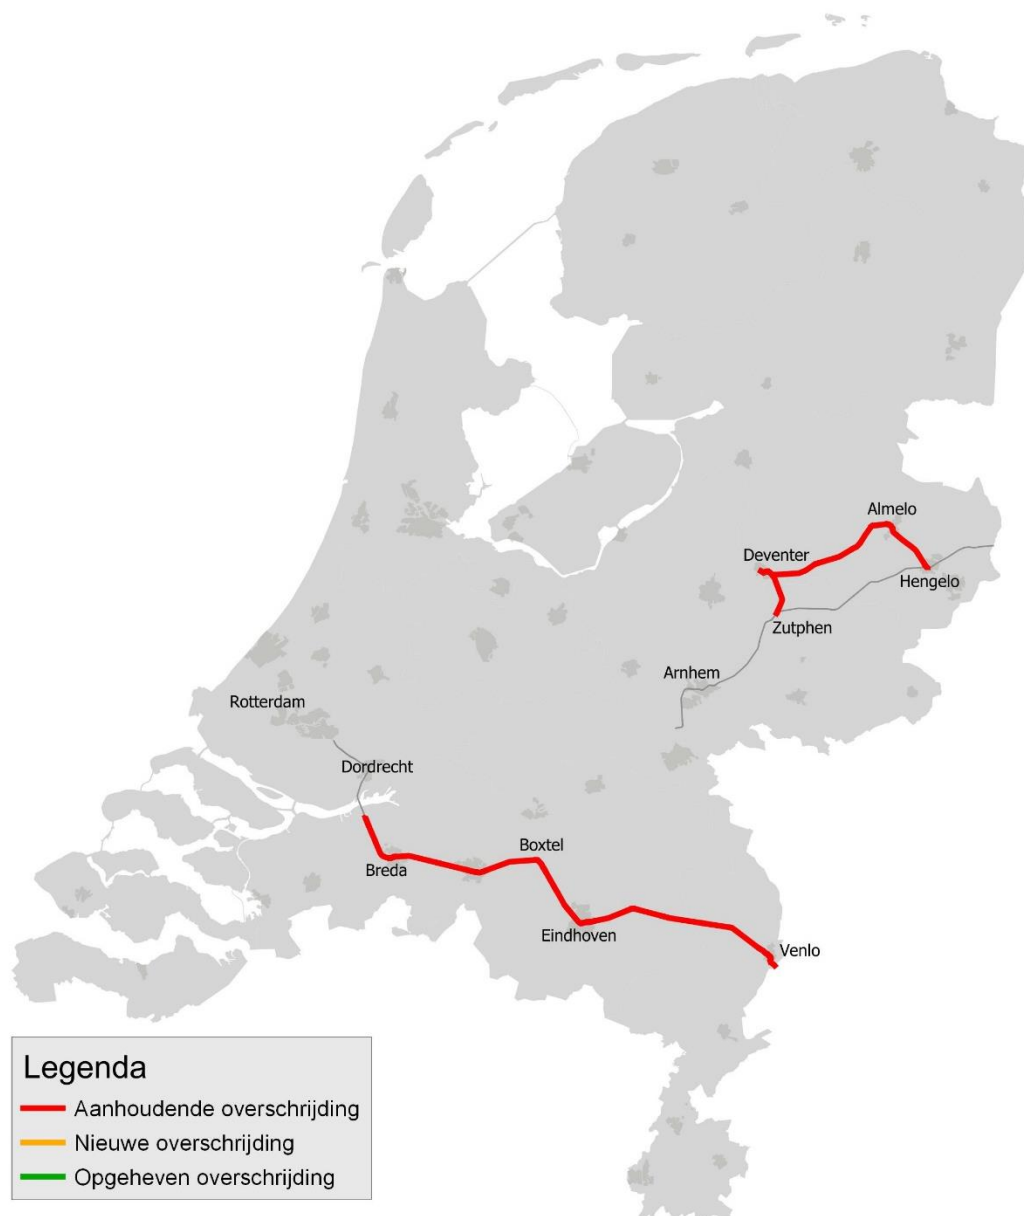 Almelo
Deventer
Hengelo
Zutphen
Arnhem
Rotterdam
Dordrecht
Boxtel
Breda
Eindhoven
Venlo
Legenda
Aanhoudende overschrijding
Nieuwe overschrijding
Opgeheven overschrijding